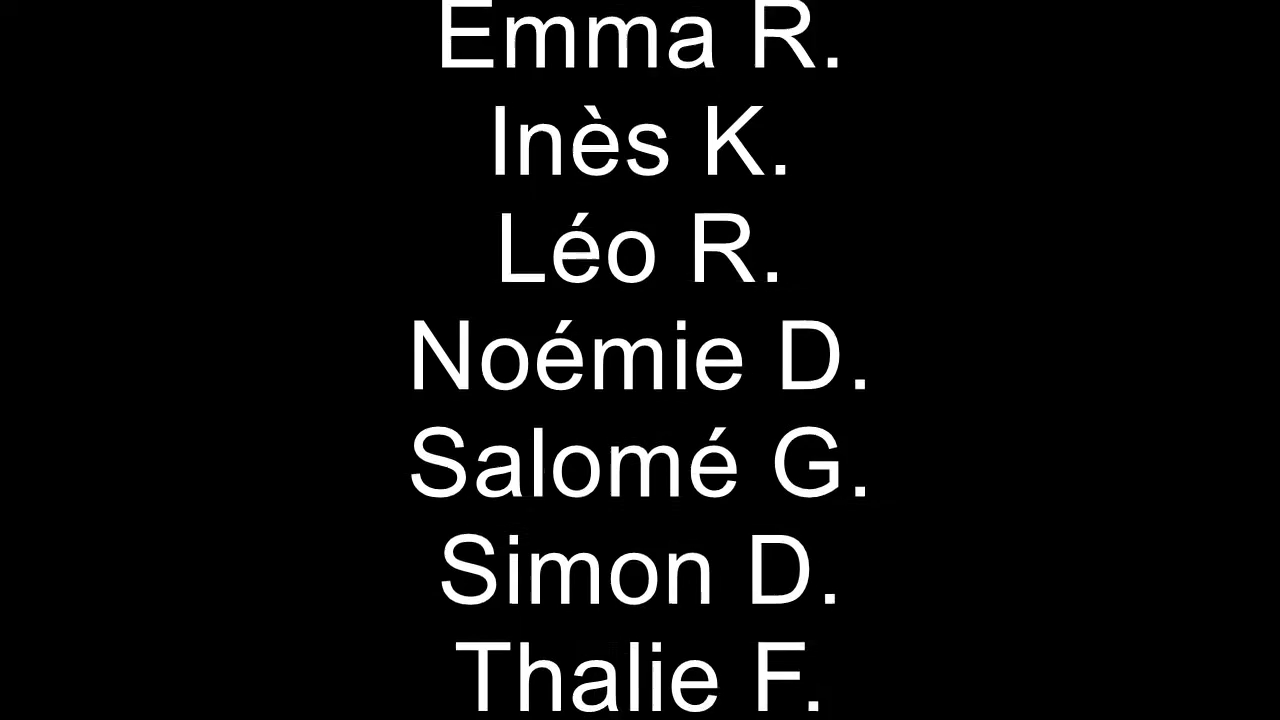 Emma R.
Inès K.
Léo R.
Noémie D.
Salomé G.
Simon D.
Thalie F.